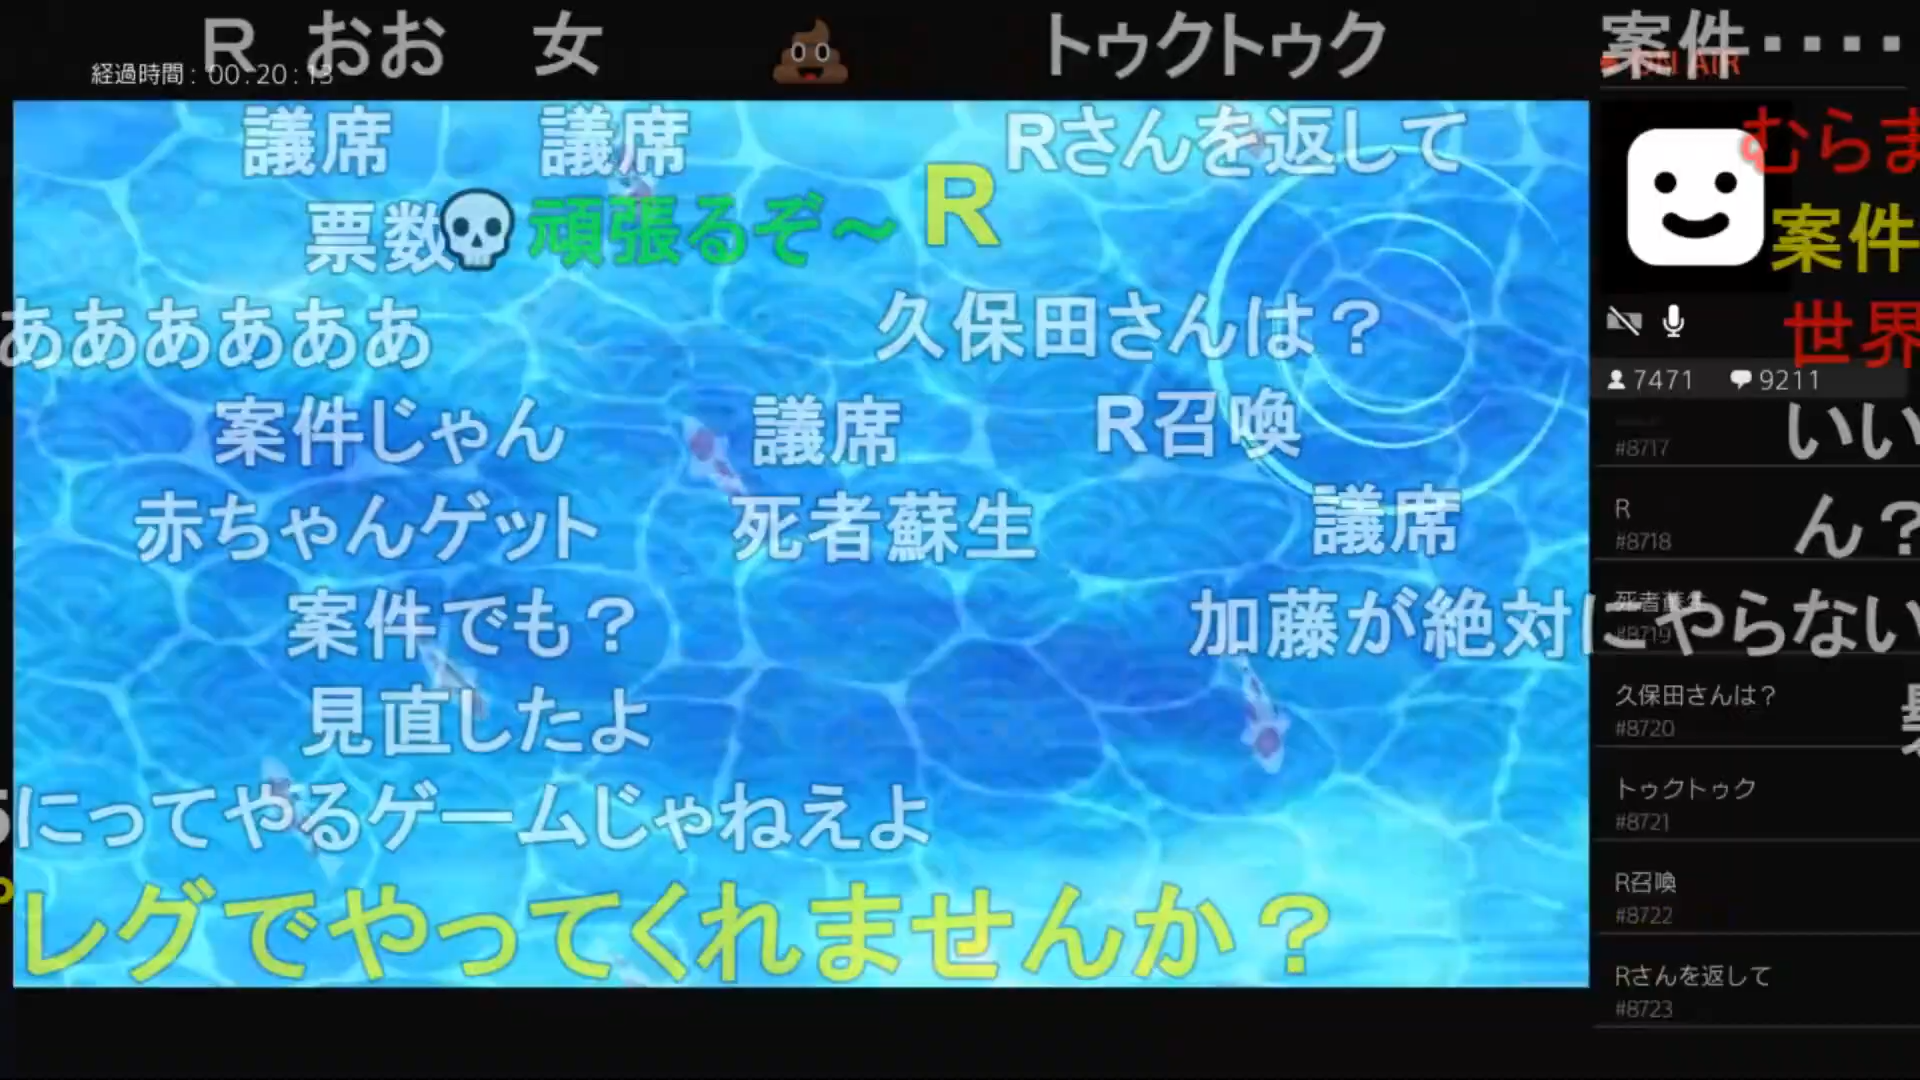 R おお 女 💩 トゥクトゥク 案件・・・・
経過時間: 00:20:13
ON AIR
議席 議席 Rさんを返して むらま
票数💀 頑張るぞ～ R 案件
ああああああ 久保田さんは？ 世界
7471 9211
案件じゃん 議席 R召喚 いい
#8717
赤ちゃんゲット 死者蘇生 議席 ん？
R
#8718
案件でも？ 加藤が絶対にやらない
死者蘇生
#8719
見直したよ
久保田さんは？
#8720
にってやるゲームじゃねえよ
トゥクトゥク
#8721
レグでやってくれませんか？
R召喚
#8722
Rさんを返して
#8723